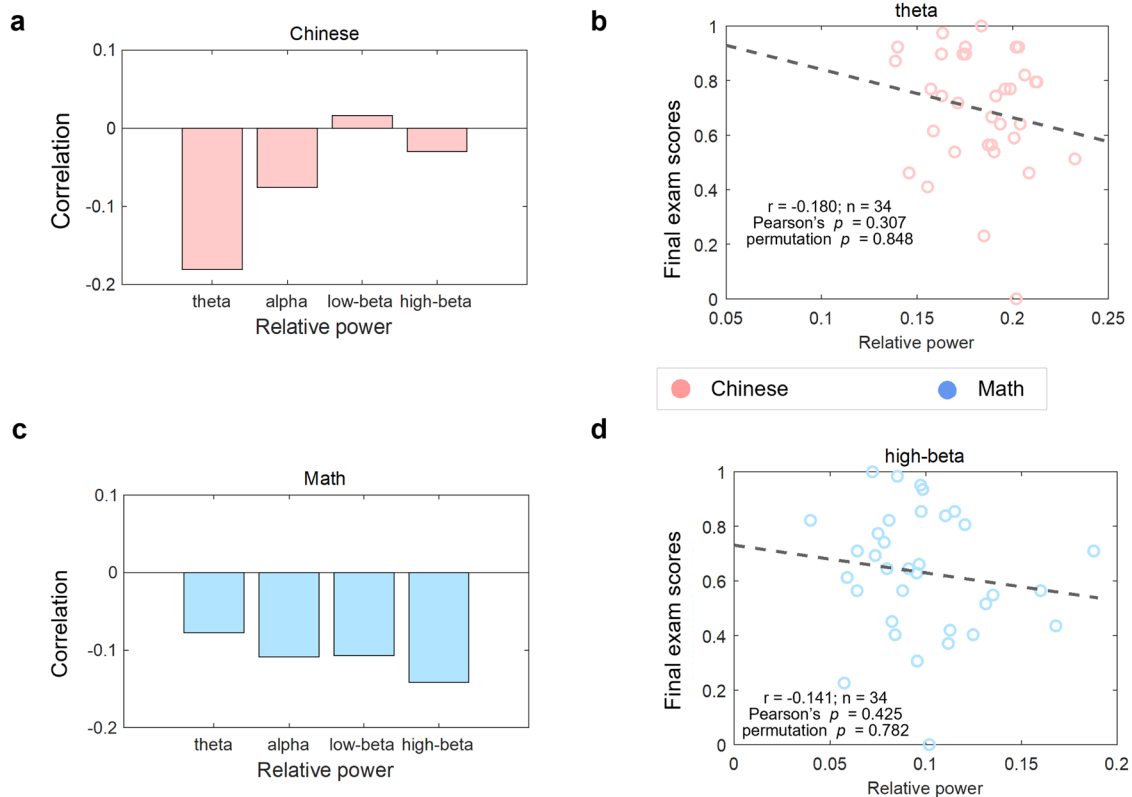 a
Chinese
0.1
0
-0.1
-0.2
Correlation
theta alpha low-beta high-beta
Relative power
b
theta
1
0.8
0.6
0.4
0.2
0
Final exam scores
r = -0.180; n = 34
Pearson's p = 0.307
permutation p = 0.848
0.05 0.1 0.15 0.2 0.25
Relative power
Chinese Math
c
Math
0.1
0
-0.1
-0.2
Correlation
theta alpha low-beta high-beta
Relative power
d
high-beta
1
0.8
0.6
0.4
0.2
0
Final exam scores
r = -0.141; n = 34
Pearson's p = 0.425
permutation p = 0.782
0 0.05 0.1 0.15 0.2
Relative power